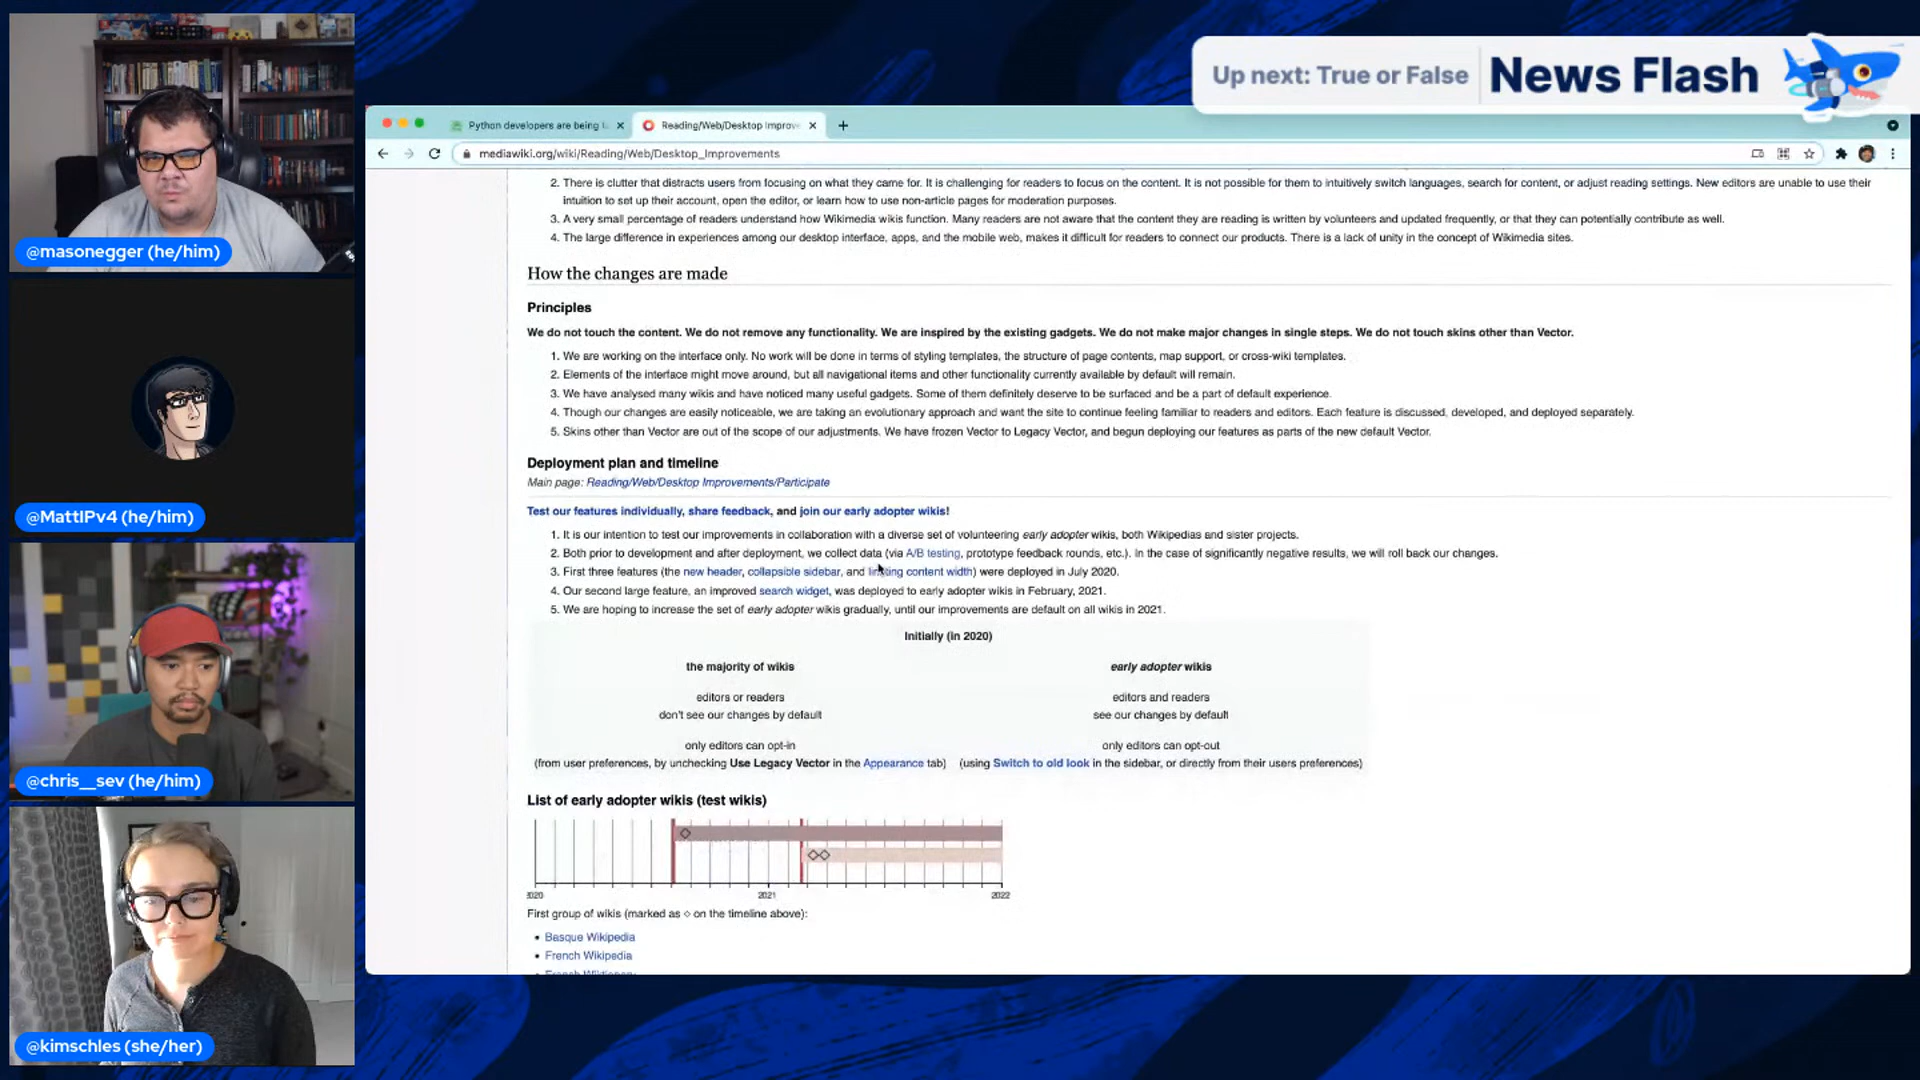 Up next: True or False
News Flash
Python developers are being l
Reading/Web/Desktop Improve
mediawiki.org/wiki/Reading/Web/Desktop_Improvements
2. There is clutter that distracts users from focusing on what they came for. It is challenging for readers to focus on the content. It is not possible for them to intuitively switch languages, search for content, or adjust reading settings. New editors are unable to use their
intuition to set up their account, open the editor, or learn how to use non-article pages for moderation purposes.
3. A very small percentage of readers understand how Wikimedia wikis function. Many readers are not aware that the content they are reading is written by volunteers and updated frequently, or that they can potentially contribute as well.
4. The large difference in experiences among our desktop interface, apps, and the mobile web, makes it difficult for readers to connect our products. There is a lack of unity in the concept of Wikimedia sites.
How the changes are made
Principles
We do not touch the content. We do not remove any functionality. We are inspired by the existing gadgets. We do not make major changes in single steps. We do not touch skins other than Vector.
1. We are working on the interface only. No work will be done in terms of styling templates, the structure of page contents, map support, or cross-wiki templates.
2. Elements of the interface might move around, but all navigational items and other functionality currently available by default will remain.
3. We have analysed many wikis and have noticed many useful gadgets. Some of them definitely deserve to be surfaced and be a part of default experience.
4. Though our changes are easily noticeable, we are taking an evolutionary approach and want the site to continue feeling familiar to readers and editors. Each feature is discussed, developed, and deployed separately.
5. Skins other than Vector are out of the scope of our adjustments. We have frozen Vector to Legacy Vector, and begun deploying our features as parts of the new default Vector.
Deployment plan and timeline
Main page: Reading/Web/Desktop Improvements/Participate
Test our features individually, share feedback, and join our early adopter wikis!
1. It is our intention to test our improvements in collaboration with a diverse set of volunteering early adopter wikis, both Wikipedias and sister projects.
2. Both prior to development and after deployment, we collect data (via A/B testing, prototype feedback rounds, etc.). In the case of significantly negative results, we will roll back our changes.
3. First three features (the new header, collapsible sidebar, and limiting content width) were deployed in July 2020.
4. Our second large feature, an improved search widget, was deployed to early adopter wikis in February, 2021.
5. We are hoping to increase the set of early adopter wikis gradually, until our improvements are default on all wikis in 2021.
Initially (in 2020)
the majority of wikis
early adopter wikis
editors or readers
don't see our changes by default
editors and readers
see our changes by default
only editors can opt-in
(from user preferences, by unchecking Use Legacy Vector in the Appearance tab)
only editors can opt-out
(using Switch to old look in the sidebar, or directly from their users preferences)
List of early adopter wikis (test wikis)
2020 2021 2022
First group of wikis (marked as ◇ on the timeline above):
• Basque Wikipedia
• French Wikipedia
• French Wiktionary
@masonegger (he/him)
@MattIPv4 (he/him)
@chris__sev (he/him)
@kimschles (she/her)